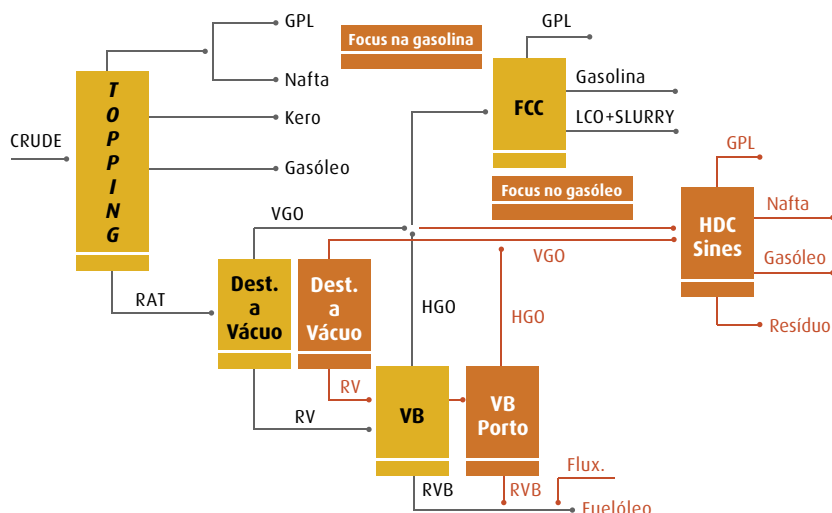 GPL
Focus na gasolina
GPL
Nafta
FCC
Gasolina
LCO+SLURRY
TOPPING
Kero
CRUDE
Gasóleo
Focus no gasóleo
GPL
VGO
HDC
Sines
Nafta
Gasóleo
VGO
Dest.
a
Vácuo
Dest.
a
Vácuo
RAT
HGO
HGO
Resíduo
RV
RV
VB
VB
Porto
Flux.
RVB
RVB
Fuelóleo